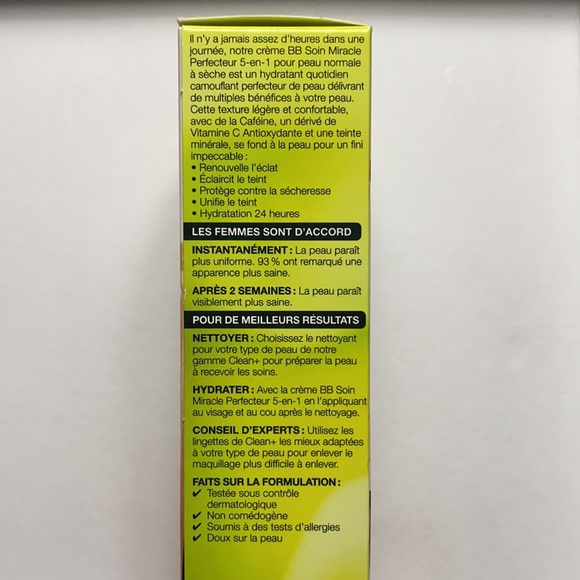 Il n'y a jamais assez d'heures dans une
journée, notre crème BB Soin Miracle
Perfecteur 5-en-1 pour peau normale
à sèche est un hydratant quotidien
camouflant perfecteur de peau délivrant
de multiples bénéfices à votre peau.
Cette texture légère et confortable,
avec de la Caféine, un dérivé de
Vitamine C Antioxydante et une teinte
minérale, se fond à la peau pour un fini
impeccable :
• Renouvelle l'éclat
• Éclaircit le teint
• Protège contre la sécheresse
• Unifie le teint
• Hydratation 24 heures
LES FEMMES SONT D'ACCORD
INSTANTANÉMENT : La peau paraît
plus uniforme. 93 % ont remarqué une
apparence plus saine.
APRÈS 2 SEMAINES : La peau paraît
visiblement plus saine.
POUR DE MEILLEURS RÉSULTATS
NETTOYER : Choisissez le nettoyant
pour votre type de peau de notre
gamme Clean+ pour préparer la peau
à recevoir les soins.
HYDRATER : Avec la crème BB Soin
Miracle Perfecteur 5-en-1 en l'appliquant
au visage et au cou après le nettoyage.
CONSEIL D'EXPERTS : Utilisez les
lingettes de Clean+ les mieux adaptées
à votre type de peau pour enlever le
maquillage plus difficile à enlever.
FAITS SUR LA FORMULATION :
✔ Testée sous contrôle
dermatologique
✔ Non comédogène
✔ Soumis à des tests d'allergies
✔ Doux sur la peau